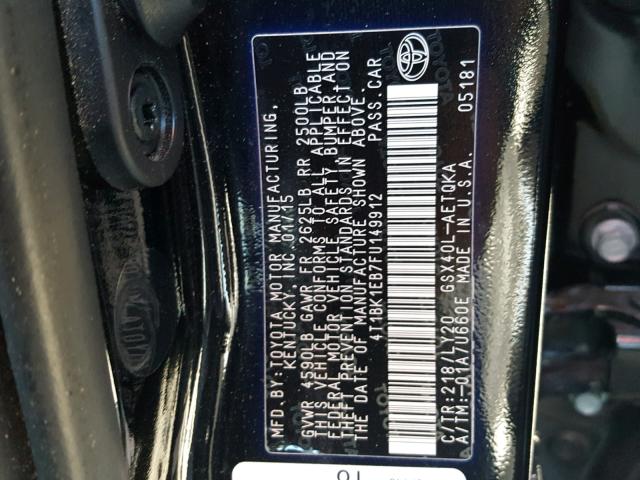 MFD.BY:TOYOTA MOTOR MANUFACTURING,
KENTUCKY, INC 01/15
GVWR 4590LB GAWR FR 2625LB RR 2500LB
THIS VEHICLE CONFORMS TO ALL APPLICABLE
FEDERAL MOTOR VEHICLE SAFETY, BUMPER, AND
THEFT PREVENTION STANDARDS IN EFFECT ON
THE DATE OF MANUFACTURE SHOWN ABOVE.
4T1BK1EB7FU149912 PASS.CAR
TOYOTA
C/TR:218/LY20 GSX40L-AETQKA
A/TM:-01A/U660E MADE IN U.S.A. 05181